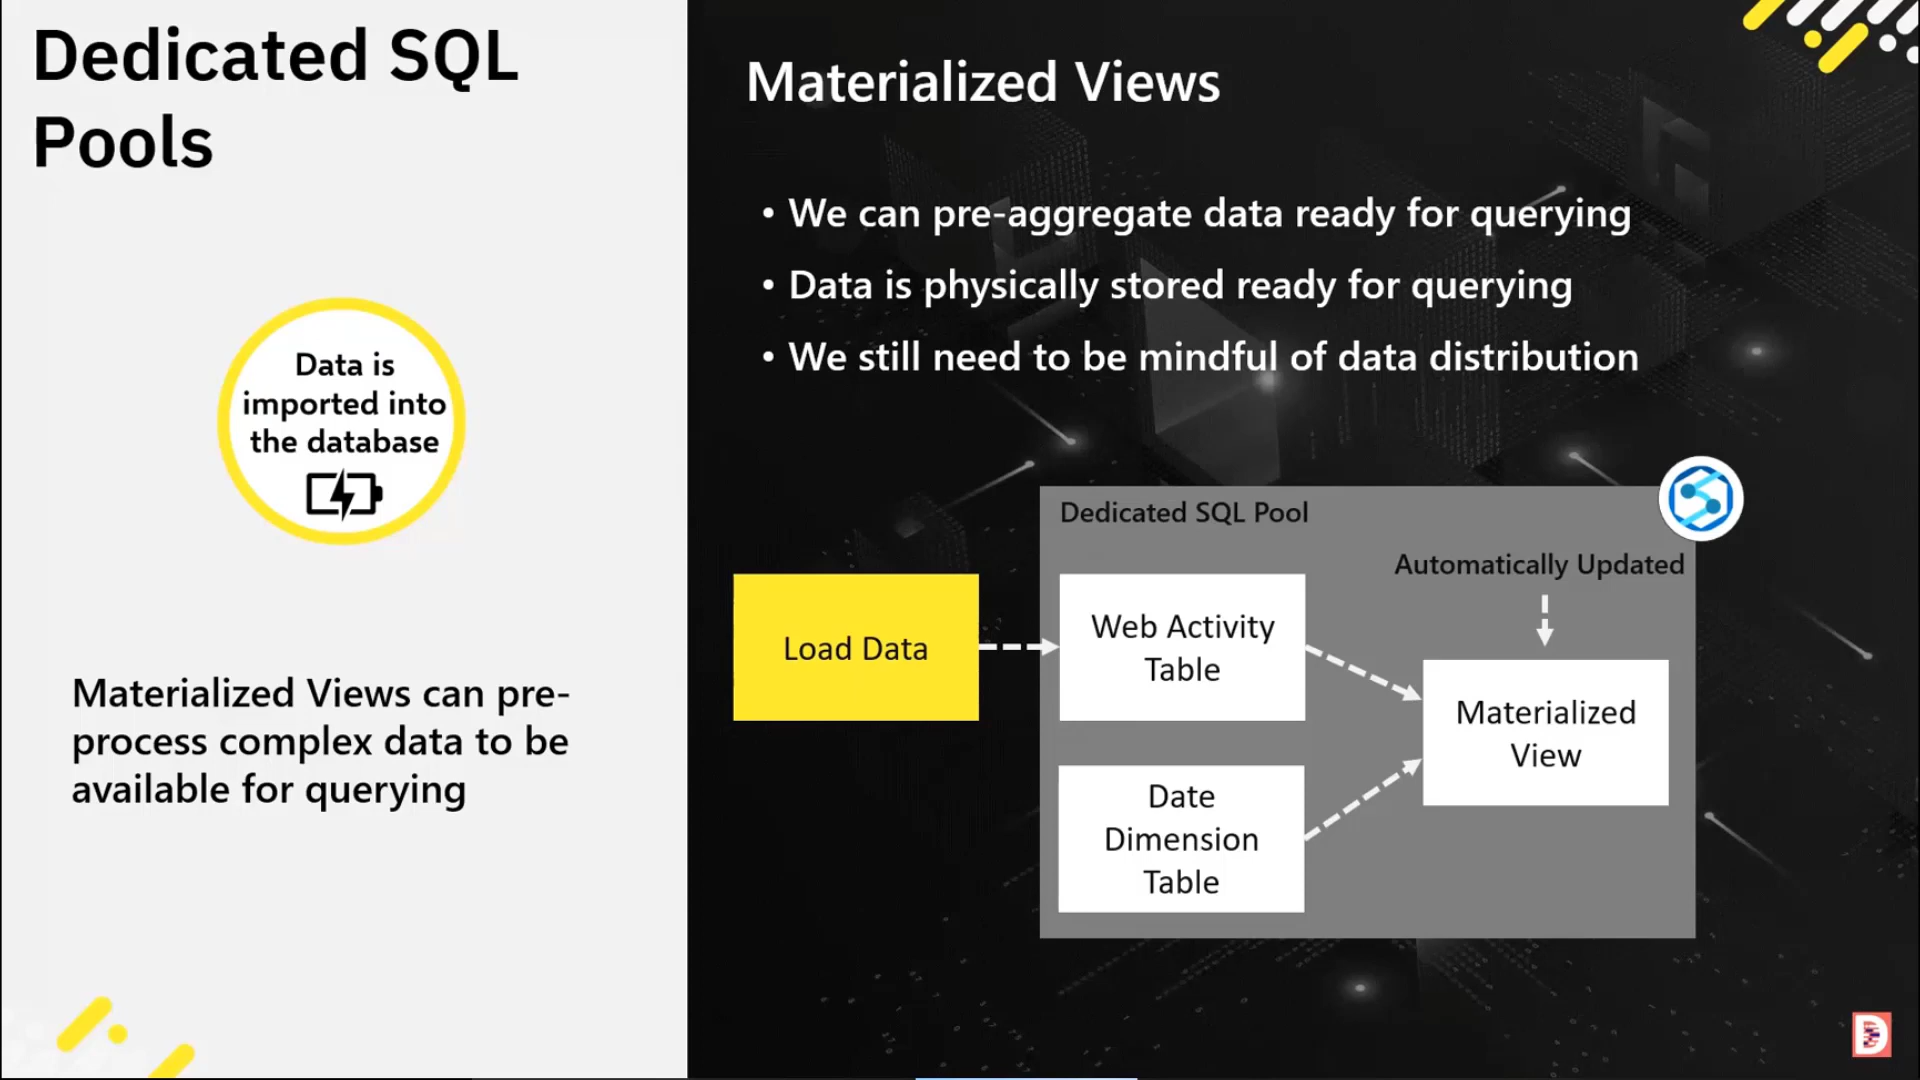 Dedicated SQL
Pools
Data is
imported into
the database
Materialized Views can pre-
process complex data to be
available for querying
Materialized Views
• We can pre-aggregate data ready for querying
• Data is physically stored ready for querying
• We still need to be mindful of data distribution
Dedicated SQL Pool
Automatically Updated
Load Data
Web Activity
Table
Materialized
View
Date
Dimension
Table
D